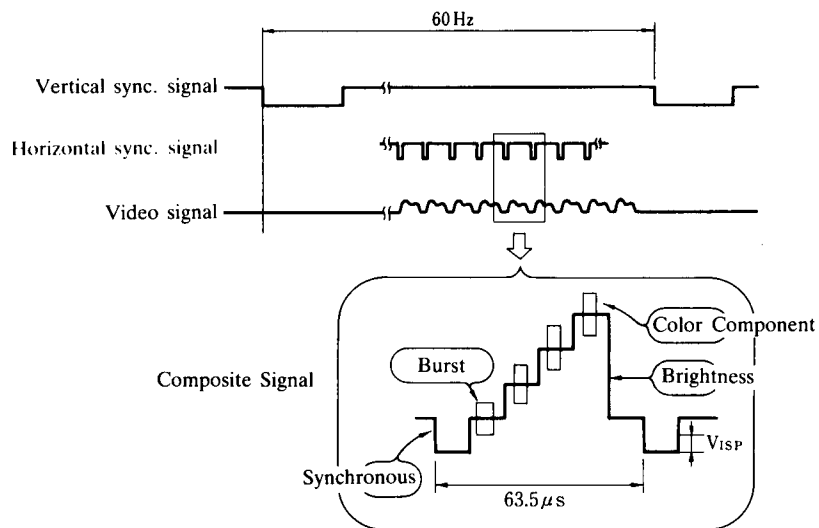 60 Hz
Vertical sync. signal
Horizontal sync. signal
Video signal
Color Component
Burst
Composite Signal
Brightness
VISP
Synchronous
63.5 μs